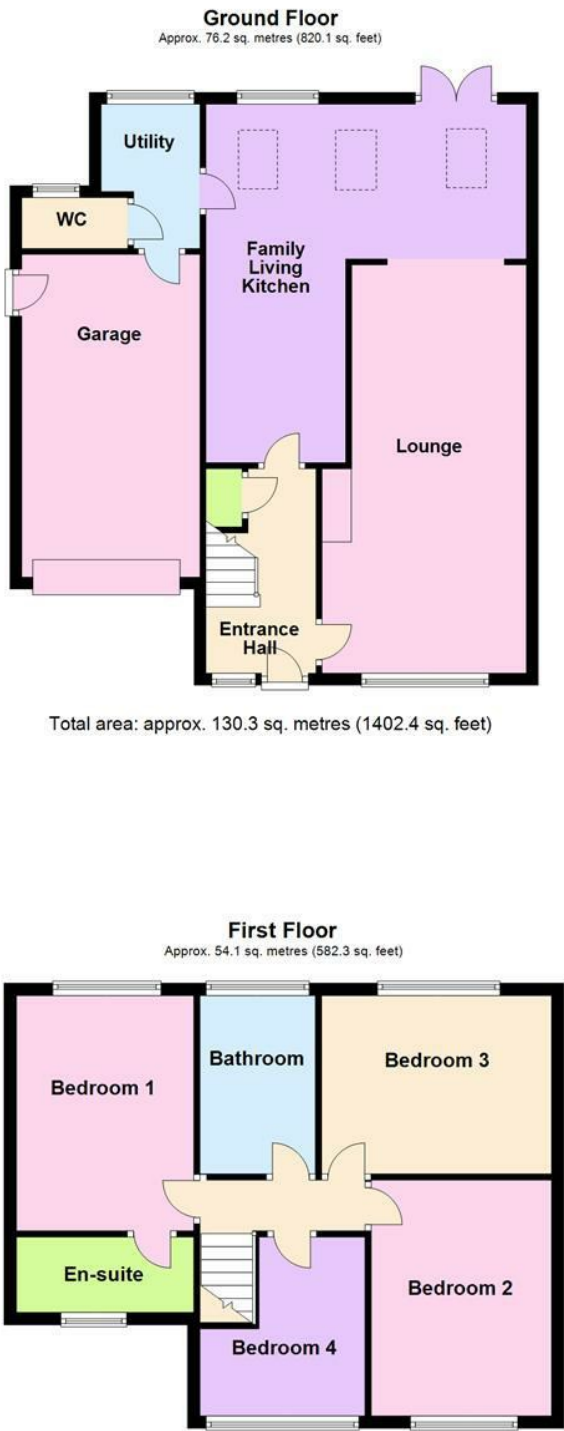 Ground Floor
Approx. 76.2 sq. metres (820.1 sq. feet)
Utility
WC
Family
Living
Kitchen
Garage
Lounge
Entrance
Hall
Total area: approx. 130.3 sq. metres (1402.4 sq. feet)
First Floor
Approx. 54.1 sq. metres (582.3 sq. feet)
Bathroom
Bedroom 3
Bedroom 1
En-suite
Bedroom 2
Bedroom 4